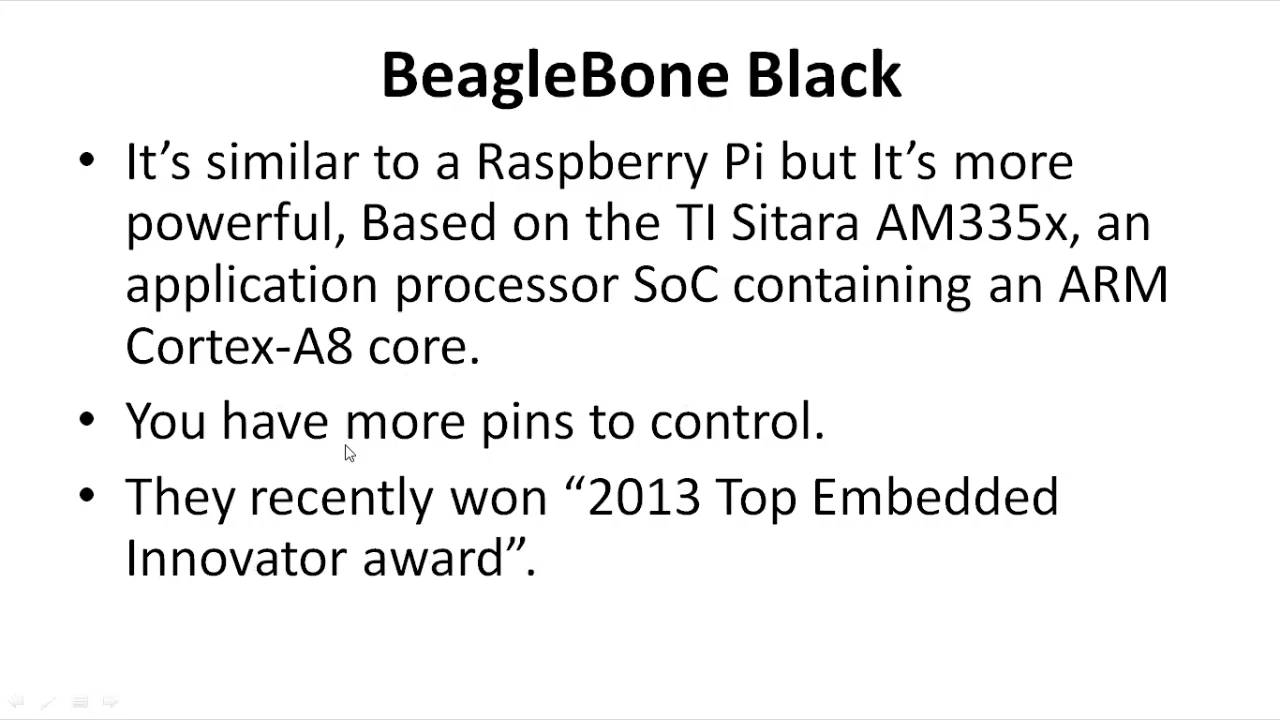 BeagleBone Black
• It’s similar to a Raspberry Pi but It’s more
powerful, Based on the TI Sitara AM335x, an
application processor SoC containing an ARM
Cortex-A8 core.
• You have more pins to control.
• They recently won “2013 Top Embedded
Innovator award”.